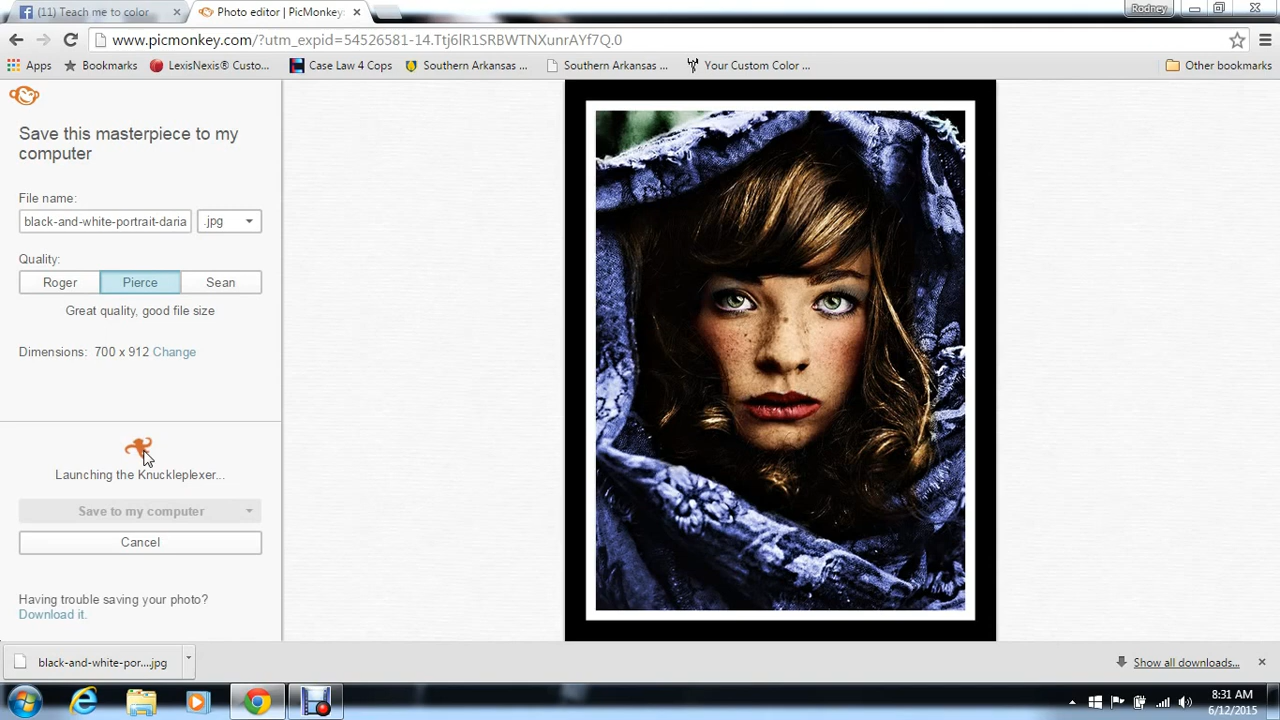 (11) Teach me to color
Photo editor | PicMonkey:
Rodney
www.picmonkey.com/?utm_expid=54526581-14.Ttj6lR1SRBWTNXunrAYf7Q.0
Apps
Bookmarks
LexisNexis® Custo...
Case Law 4 Cops
Southern Arkansas ...
Southern Arkansas ...
Your Custom Color ...
Other bookmarks
Save this masterpiece to my
computer
File name:
black-and-white-portrait-daria
.jpg
Quality:
Roger
Pierce
Sean
Great quality, good file size
Dimensions: 700 x 912 Change
Launching the Knuckleplexer...
Save to my computer
Cancel
Having trouble saving your photo?
Download it.
black-and-white-por....jpg
Show all downloads...
8:31 AM
6/12/2015